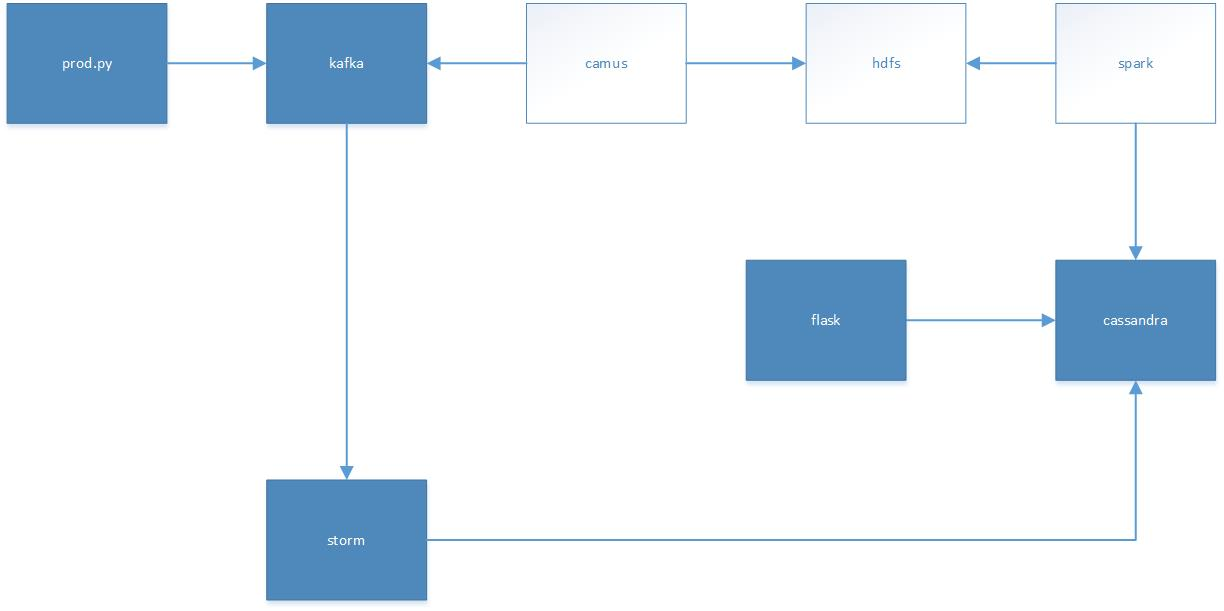 prod.py
kafka
camus
hdfs
spark
flask
cassandra
storm